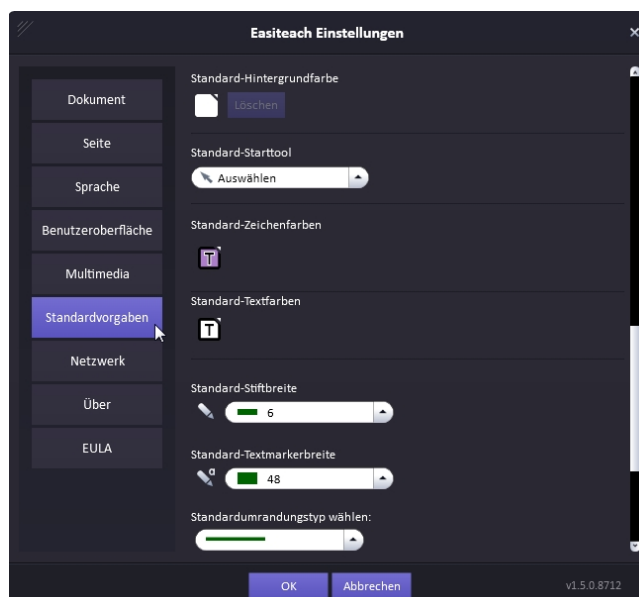 Easiteach Einstellungen
Dokument
Seite
Sprache
Benutzeroberfläche
Multimedia
Standardvorgaben
Netzwerk
Über
EULA
Standard-Hintergrundfarbe
Löschen
Standard-Starttool
Auswählen
Standard-Zeichenfarben
T
Standard-Textfarben
T
Standard-Stiftbreite
6
Standard-Textmarkerbreite
a
48
Standardumrandungstyp wählen:
OK
Abbrechen
v1.5.0.8712